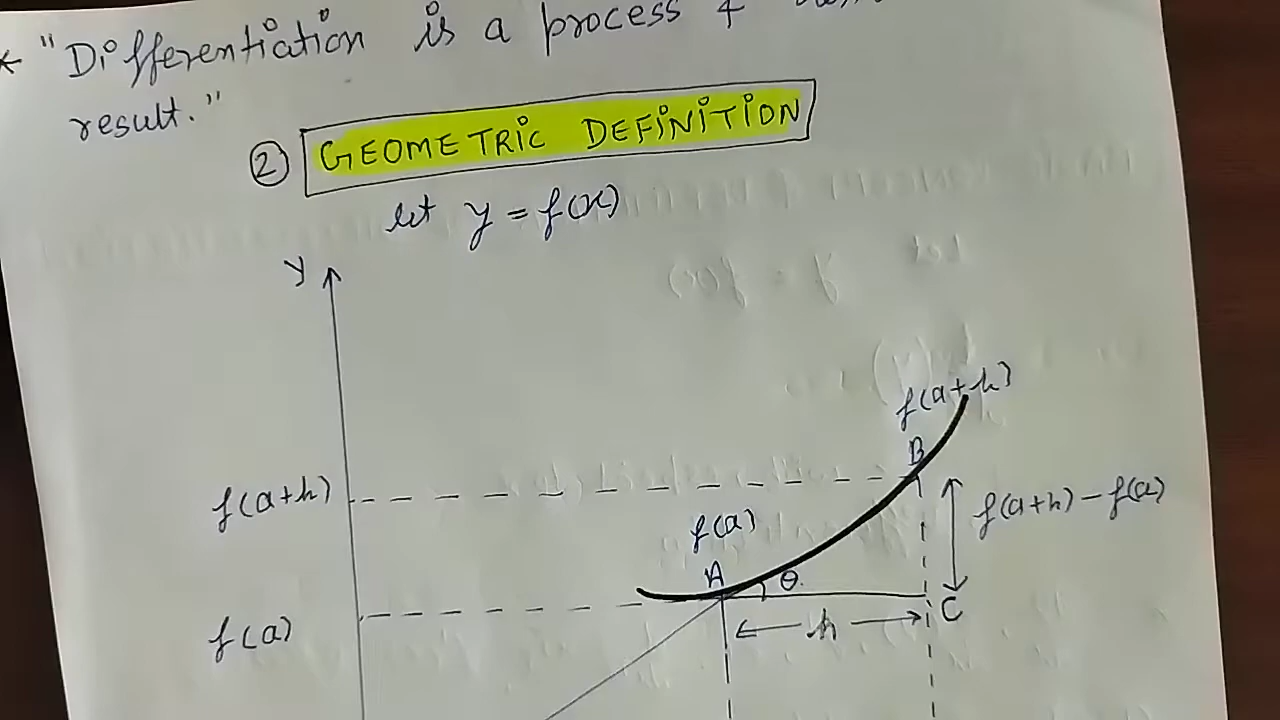 * "Differentiation is a process &
result."
② GEOMETRIC DEFINITION
let y = f(x)
y
f(a+h)
B
f(a+h)
f(a+h) - f(a)
f(a)
A
θ
C
h
f(a)